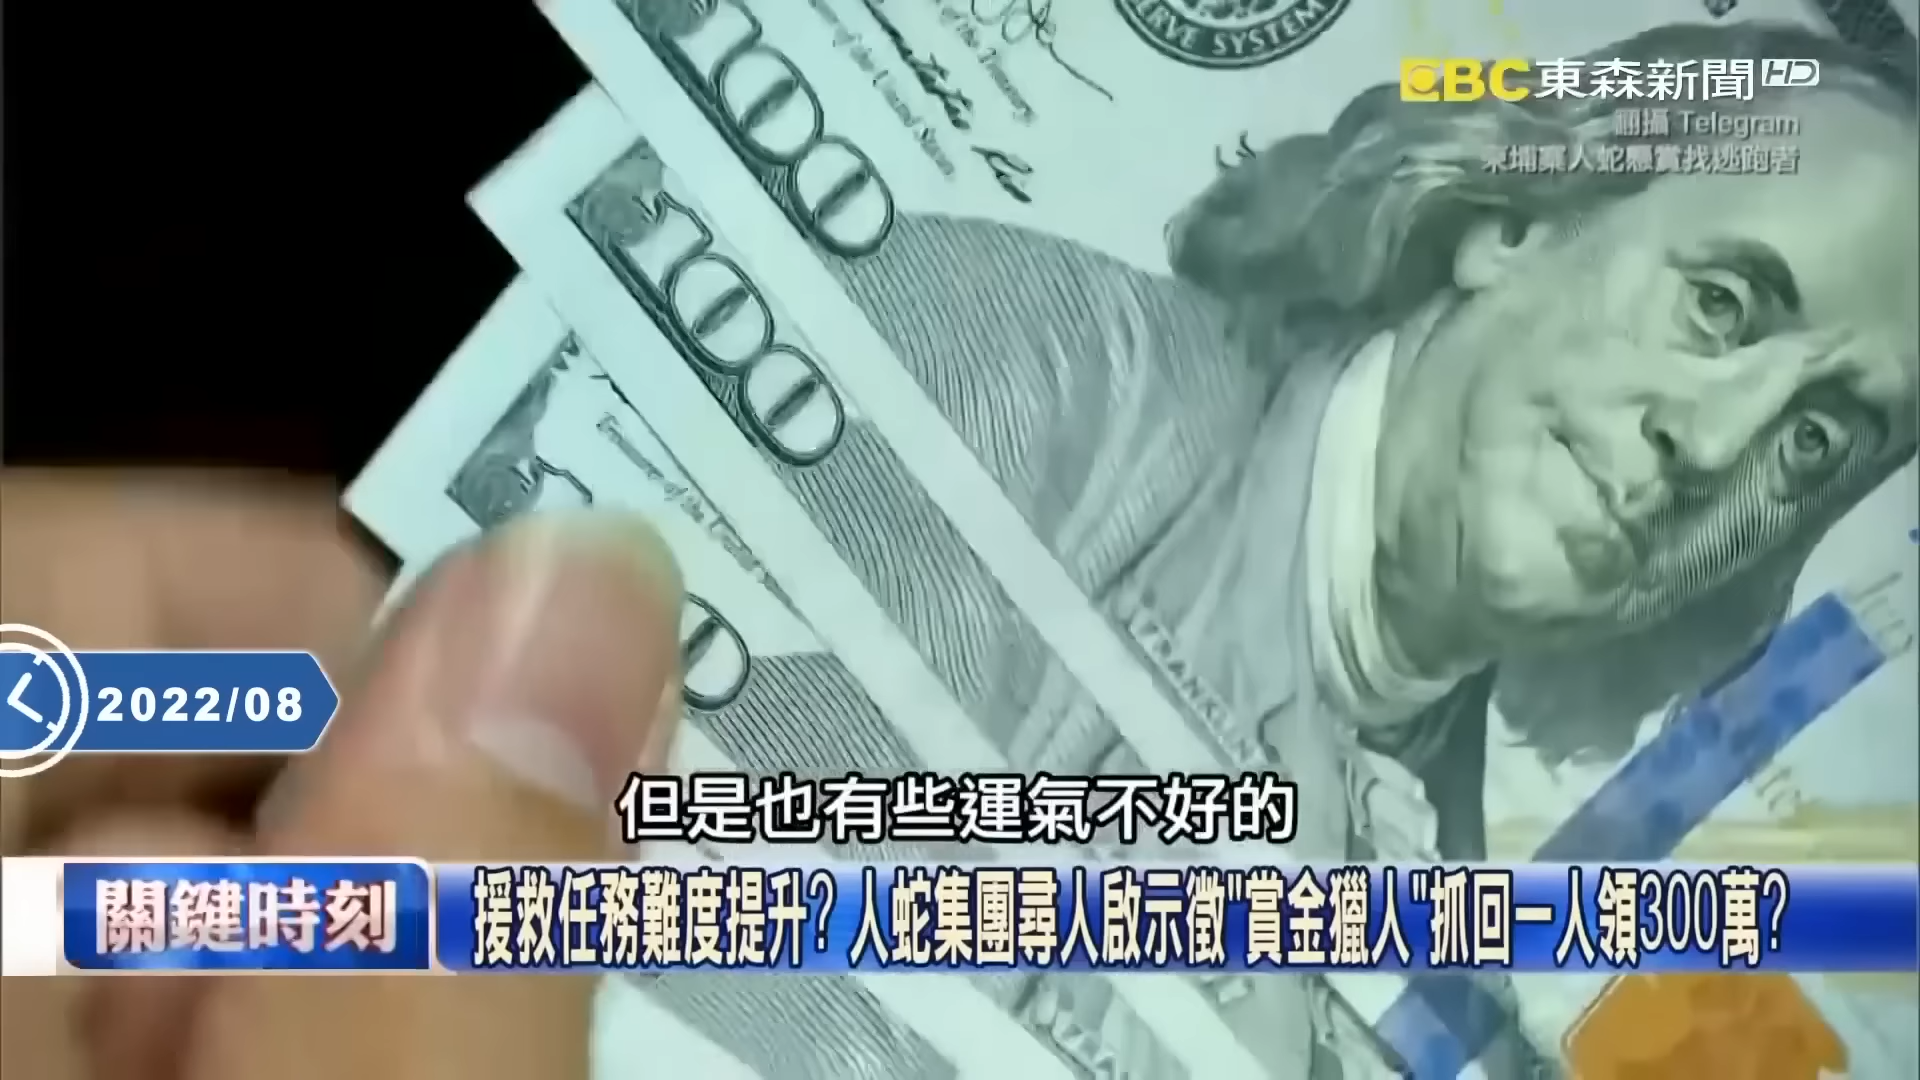 EBC東森新聞HD
翻攝 Telegram
柬埔寨人蛇懸賞找逃跑者
RVE SYSTEM
100
100
FRANKLIN
2022/08
但是也有些運氣不好的
關鍵時刻
援救任務難度提升？人蛇集團尋人啟示徵"賞金獵人"抓回一人領300萬？